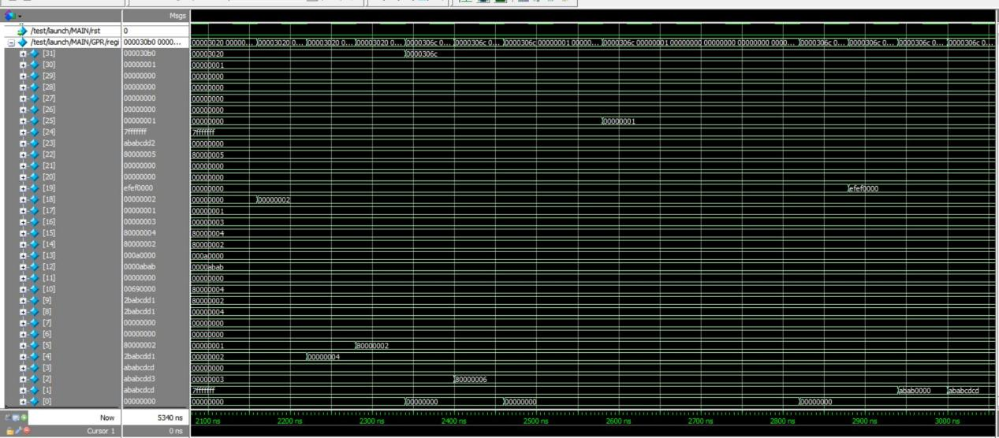 Msgs
/test/launch/MAIN/rst 0
/test/launch/MAIN/GPR/regi 000030b0 0000... 00003020 00000... 00003020 0... 00003020 0... 00003020 0... 0000306c 0... 0000306c 0... 0000306c 00000001 00000... 0000306c 00000001 00000000 00000000 00000000 0000... 0000306c 0... 0000306c 0... 0000306c 0... 0000306c 0...
[31] 000030b0 00003020 0000306c
[30] 00000001 00000001
[29] 00000000 00000000
[28] 00000000 00000000
[27] 00000000 00000000
[26] 00000000 00000000
[25] 00000001 00000000 00000001
[24] 7fffffff 7fffffff
[23] ababcdd2 00000000
[22] 80000005 80000005
[21] 00000000 00000000
[20] 00000000 00000000
[19] efef0000 00000000 efef0000
[18] 00000002 00000000 00000002
[17] 00000001 00000001
[16] 00000003 00000003
[15] 80000004 80000004
[14] 80000002 80000002
[13] 000a0000 000a0000
[12] 0000abab 0000abab
[11] 00000000 00000000
[10] 00690000 80000004
[9] 2babcdd1 80000002
[8] 2babcdd1 00000004
[7] 00000000 00000000
[6] 00000000 00000000
[5] 80000002 00000001 80000002
[4] 2babcdd1 00000002 00000004
[3] ababcdcd 00000000
[2] ababcdd3 00000003 80000006
[1] ababcdcd 7fffffff abab0000 ababcdcd
[0] 00000000 00000000 00000000 00000000 00000000
Now 5340 ns 2100 ns 2200 ns 2300 ns 2400 ns 2500 ns 2600 ns 2700 ns 2800 ns 2900 ns 3000 ns
Cursor 1 0 ns